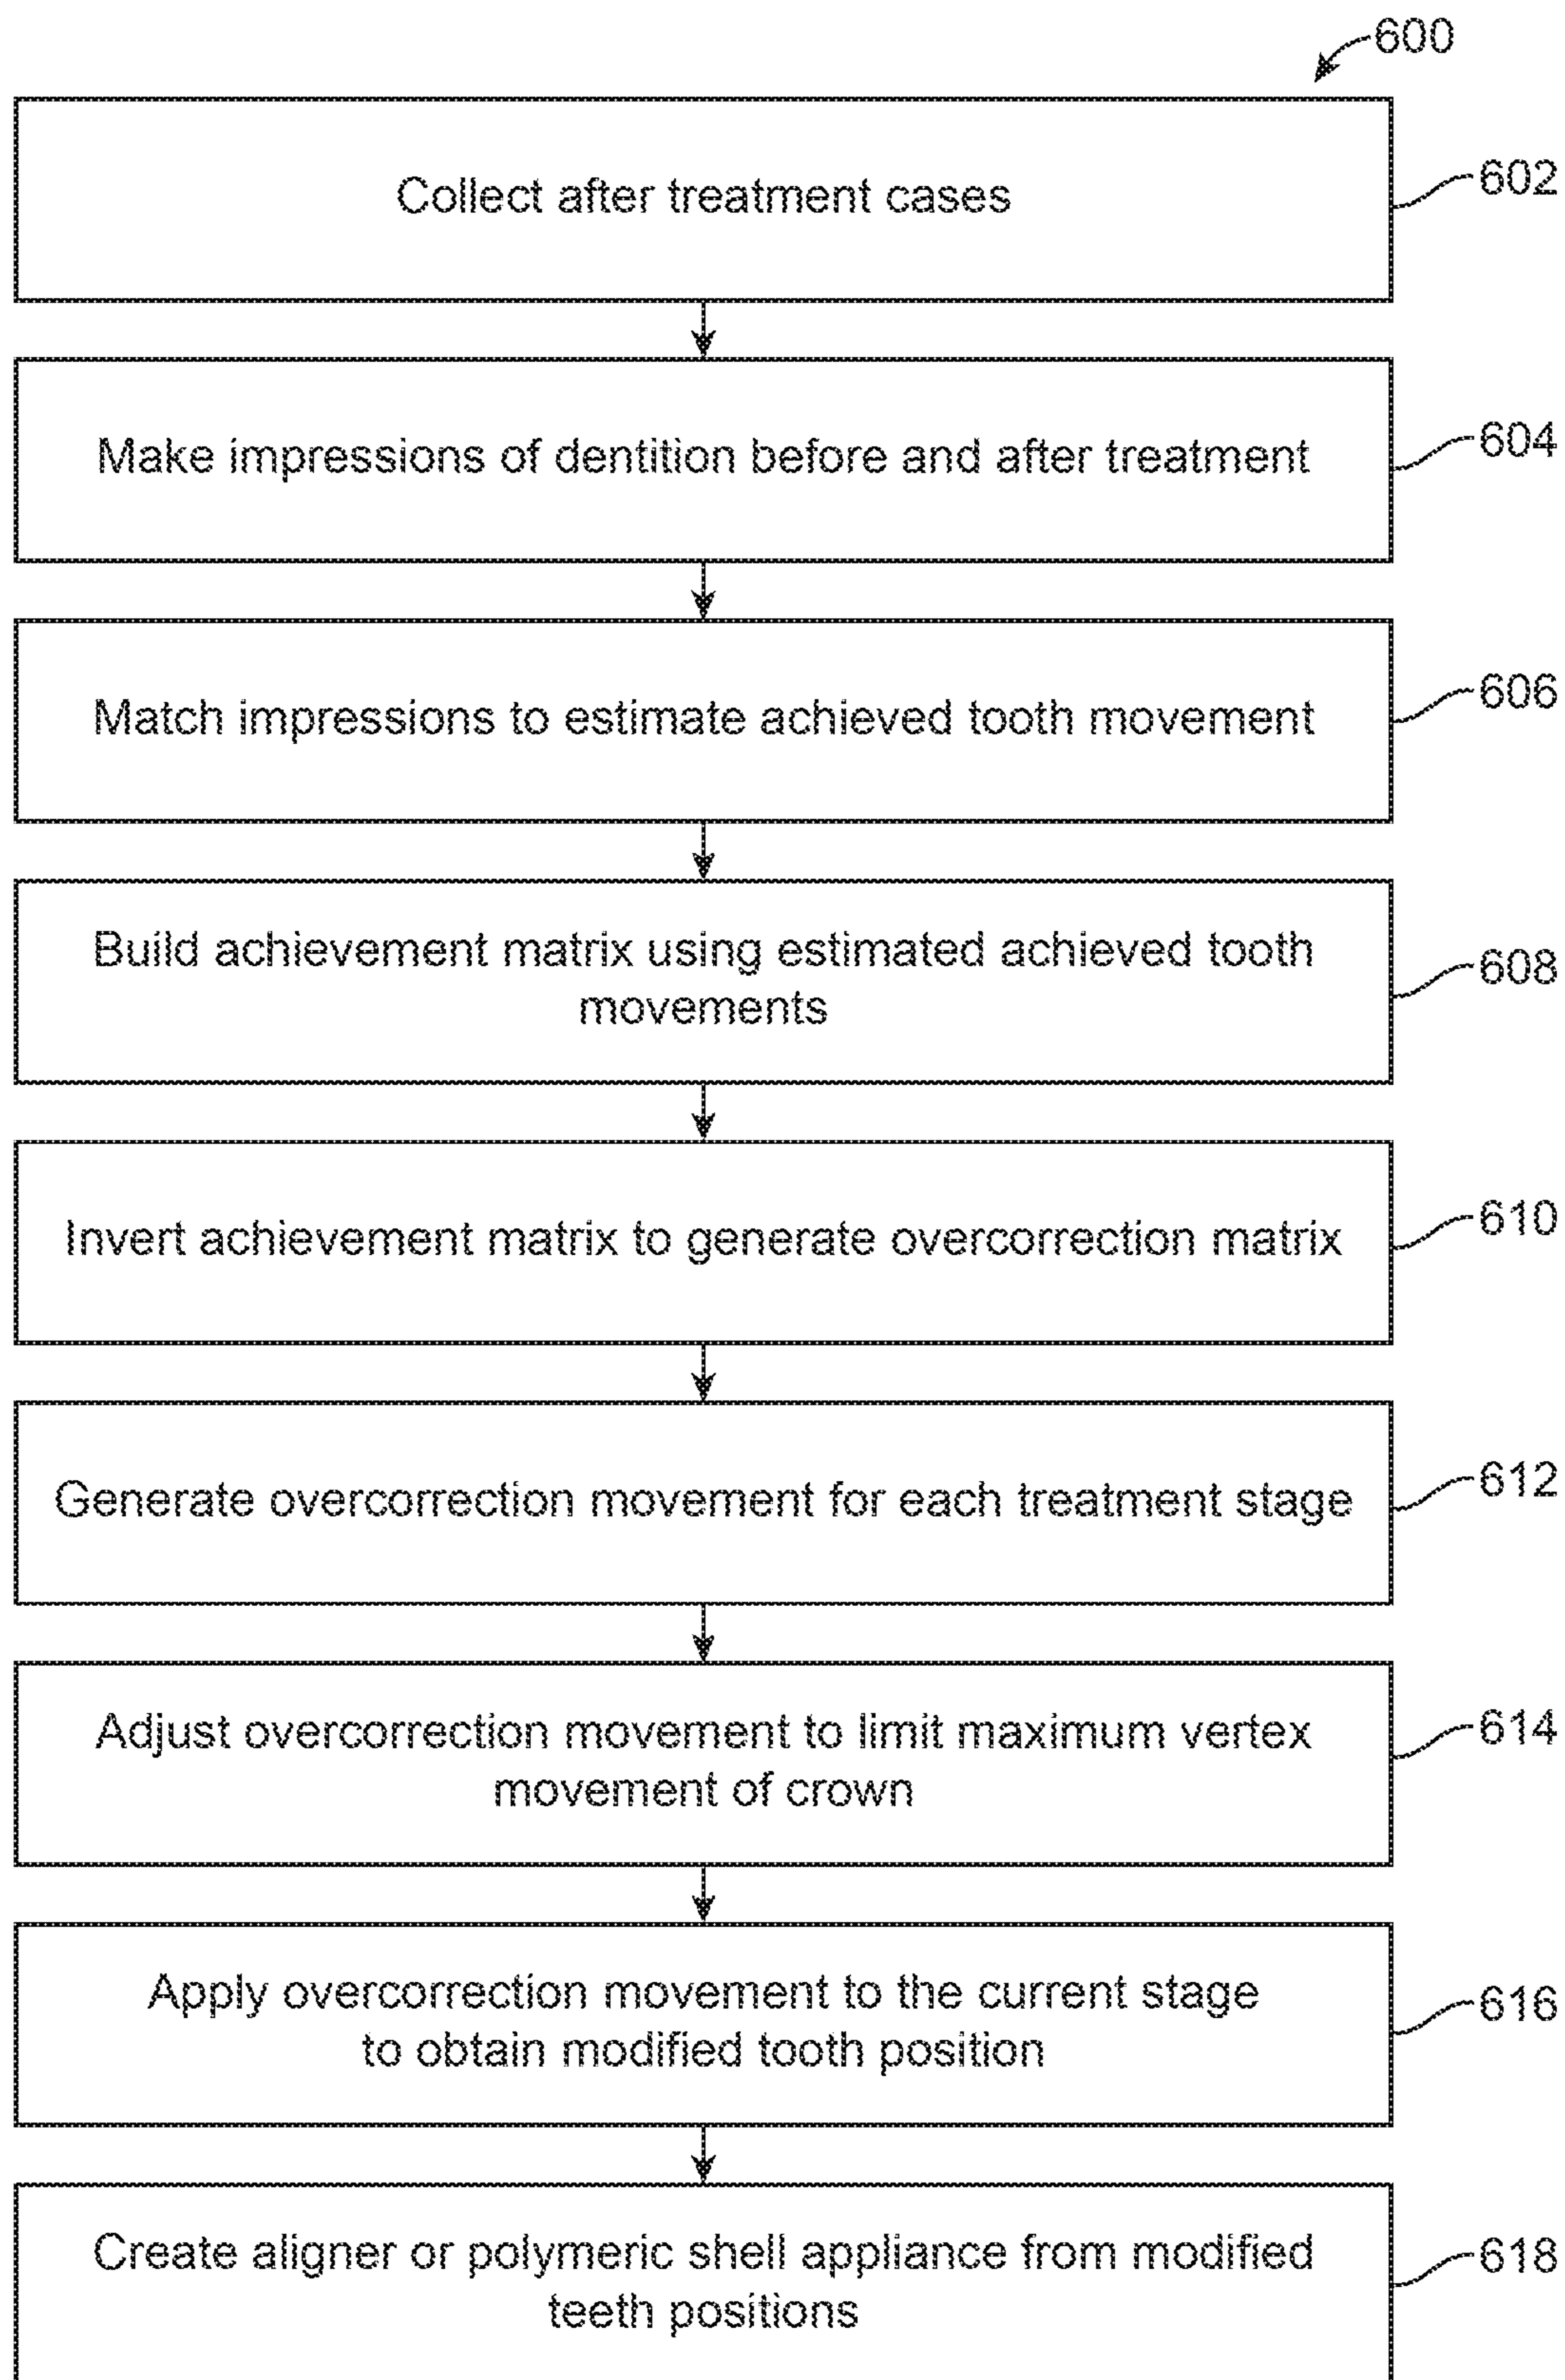 600
Collect after treatment cases
602
Make impressions of dentition before and after treatment
604
Match impressions to estimate achieved tooth movement
606
Build achievement matrix using estimated achieved tooth
movements
608
Invert achievement matrix to generate overcorrection matrix
610
Generate overcorrection movement for each treatment stage
612
Adjust overcorrection movement to limit maximum vertex
movement of crown
614
Apply overcorrection movement to the current stage
to obtain modified tooth position
616
Create aligner or polymeric shell appliance from modified
teeth positions
618